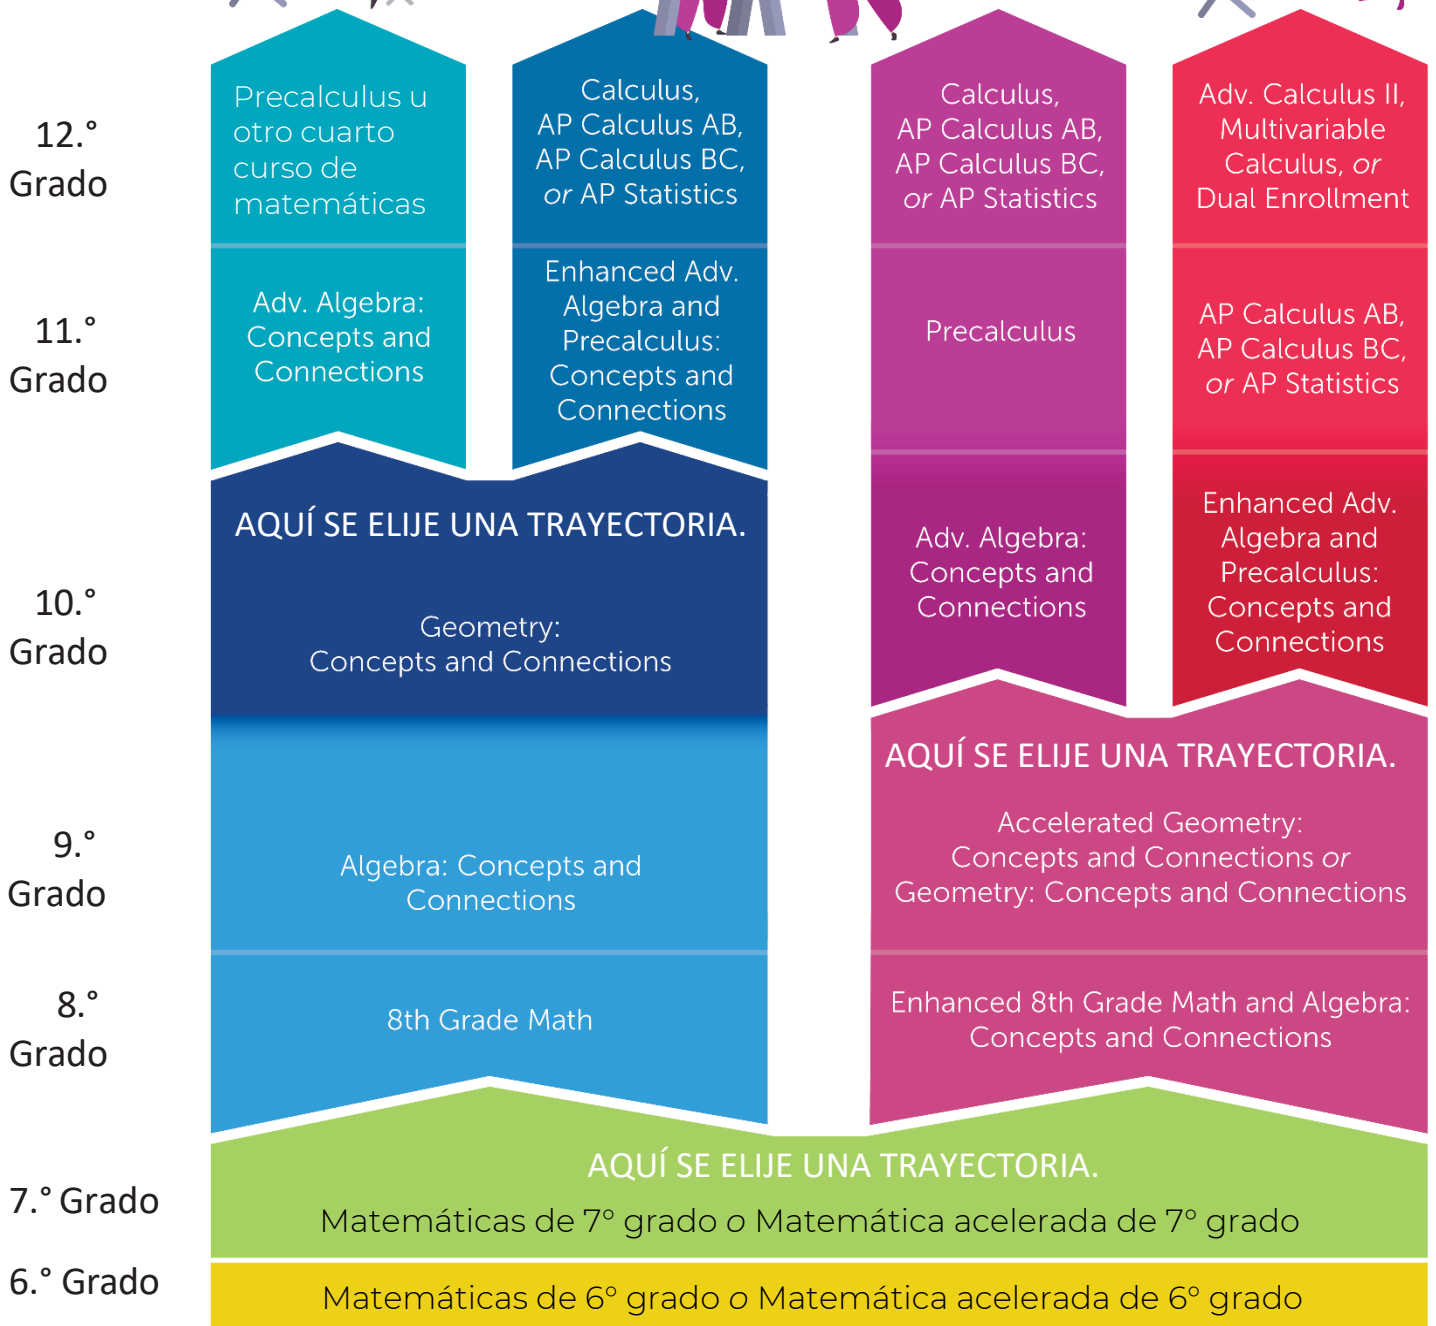 12.°
Grado
Precalculus u
otro cuarto
curso de
matemáticas
Calculus,
AP Calculus AB,
AP Calculus BC,
or AP Statistics
Calculus,
AP Calculus AB,
AP Calculus BC,
or AP Statistics
Adv. Calculus II,
Multivariable
Calculus, or
Dual Enrollment
11.°
Grado
Adv. Algebra:
Concepts and
Connections
Enhanced Adv.
Algebra and
Precalculus:
Concepts and
Connections
Precalculus
AP Calculus AB,
AP Calculus BC,
or AP Statistics
10.°
Grado
AQUÍ SE ELIJE UNA TRAYECTORIA.
Geometry:
Concepts and Connections
Adv. Algebra:
Concepts and
Connections
Enhanced Adv.
Algebra and
Precalculus:
Concepts and
Connections
9.°
Grado
Algebra: Concepts and
Connections
AQUÍ SE ELIJE UNA TRAYECTORIA.
Accelerated Geometry:
Concepts and Connections or
Geometry: Concepts and Connections
8.°
Grado
8th Grade Math
Enhanced 8th Grade Math and Algebra:
Concepts and Connections
7.° Grado
AQUÍ SE ELIJE UNA TRAYECTORIA.
Matemáticas de 7° grado o Matemática acelerada de 7° grado
6.° Grado
Matemáticas de 6° grado o Matemática acelerada de 6° grado